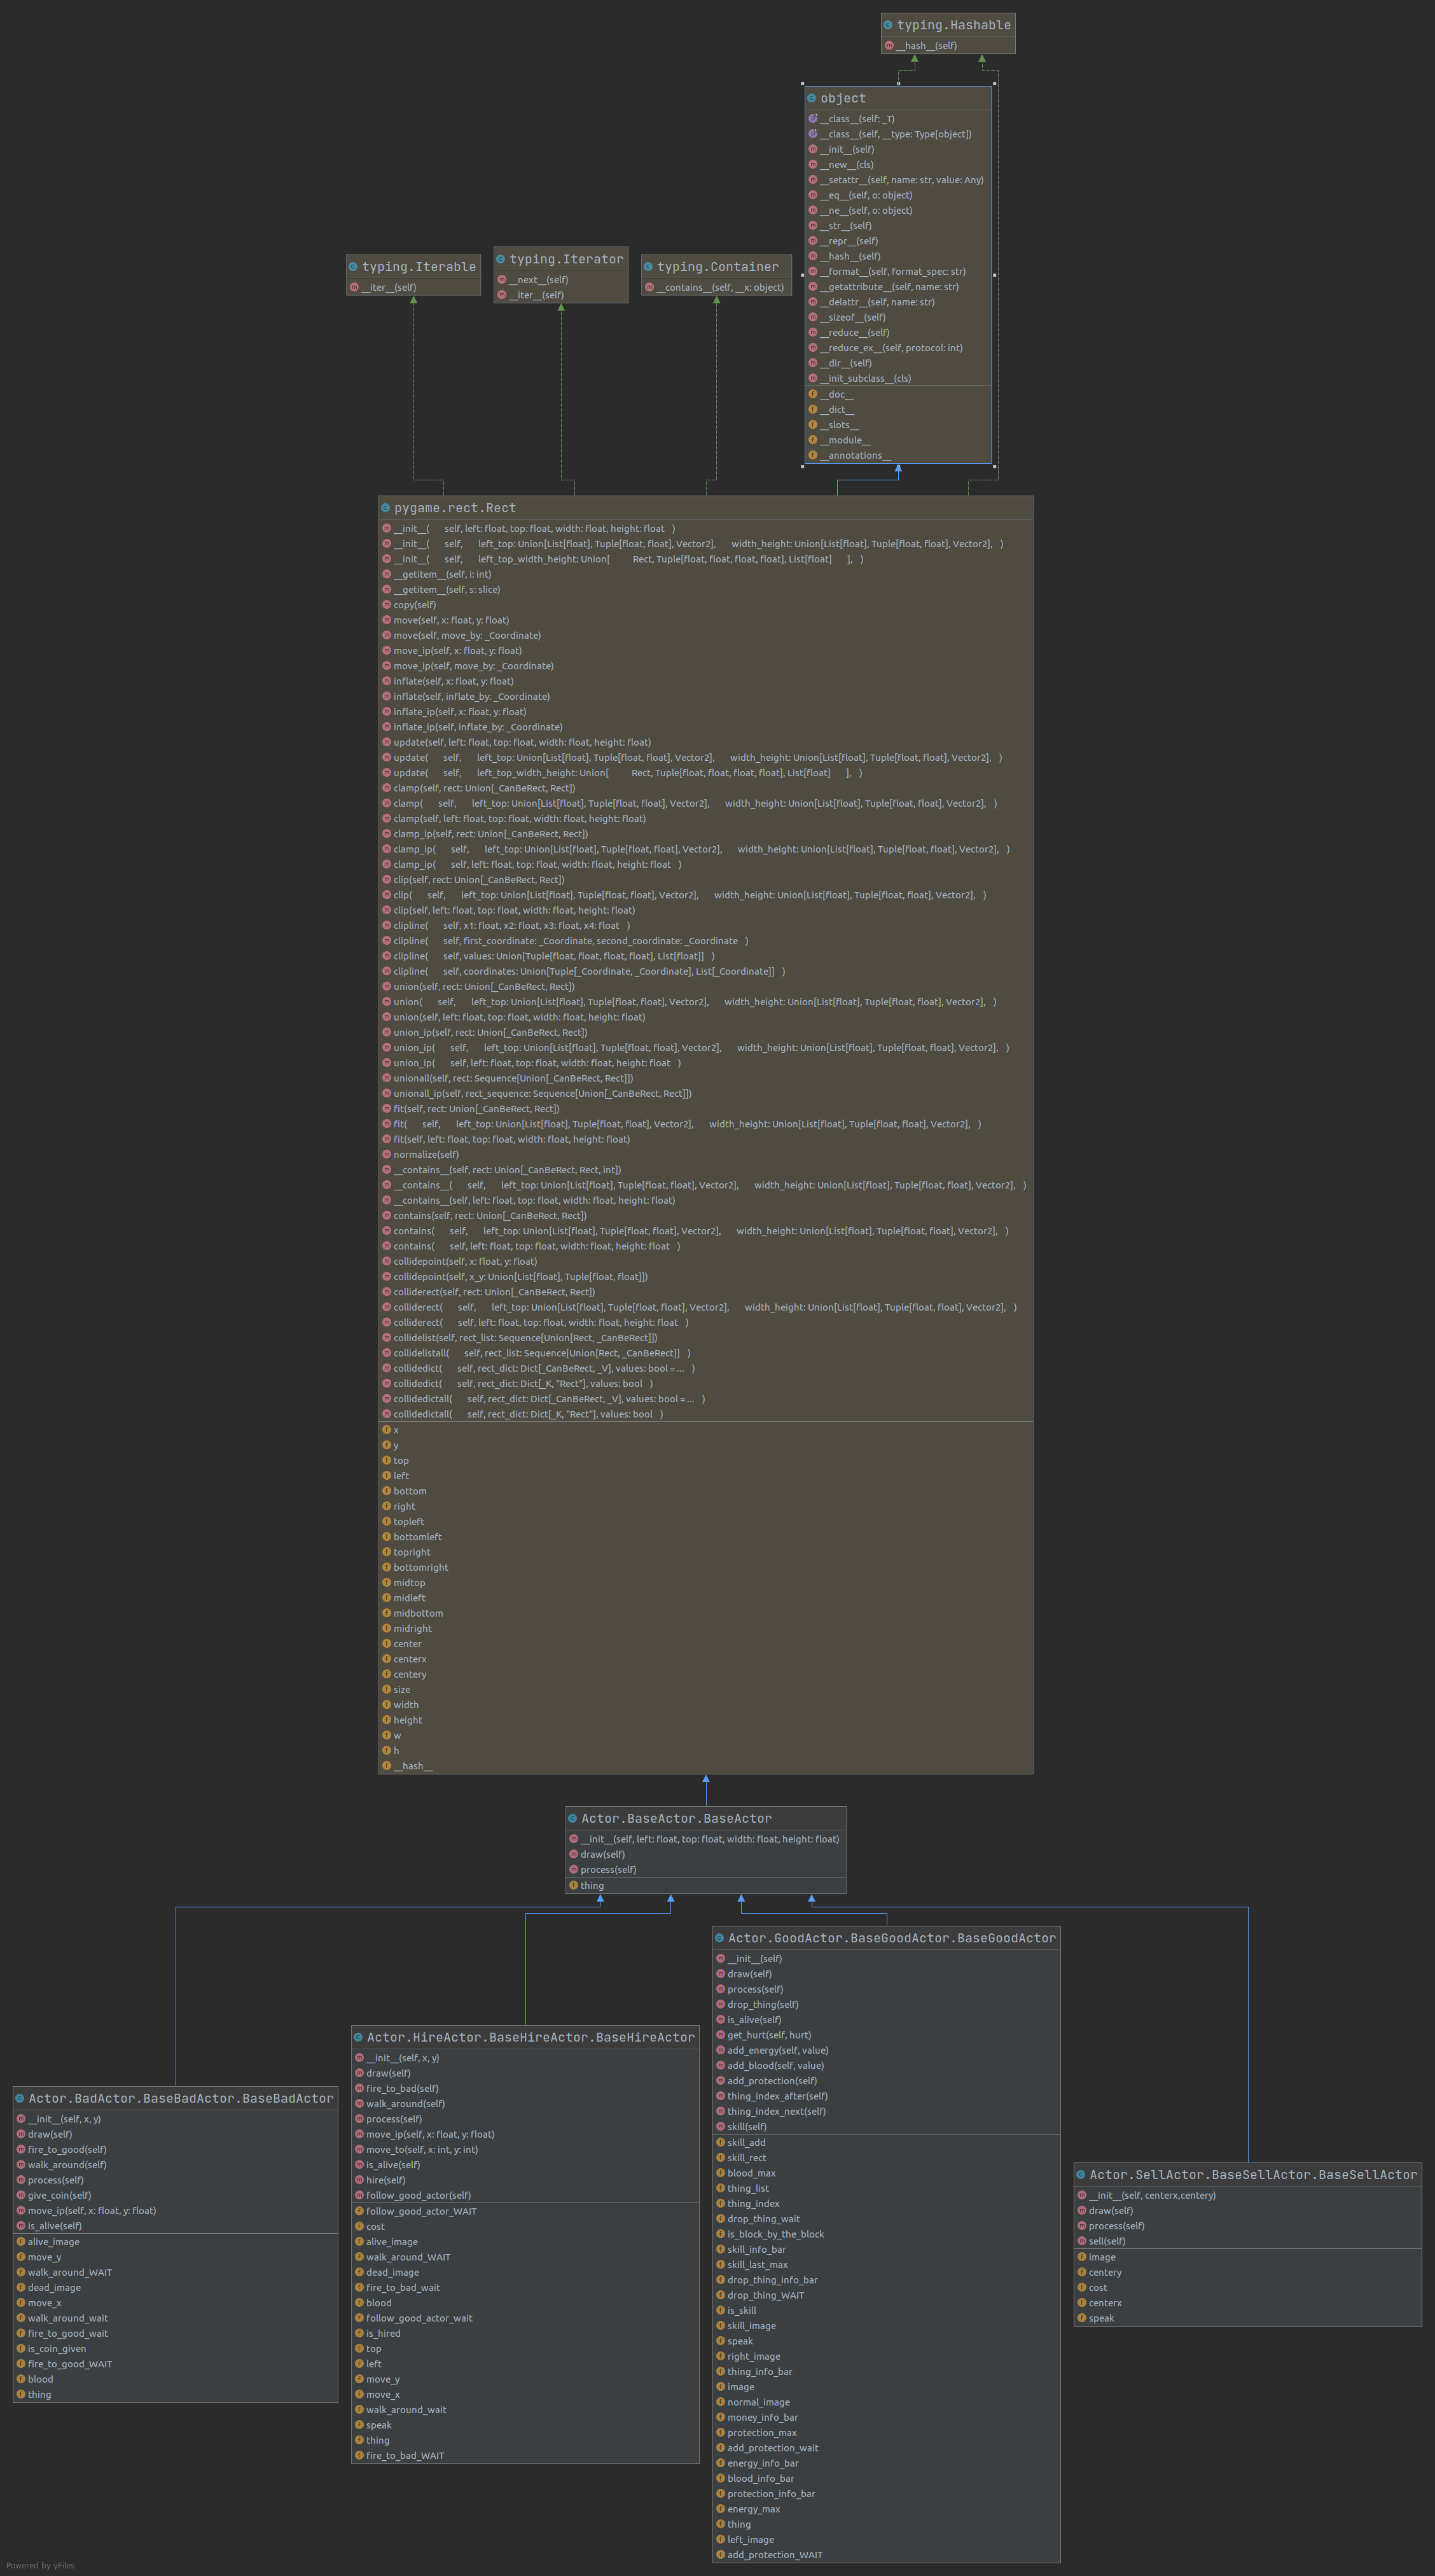 typing.Hashable
__hash__(self)
object
__class__(self: _T)
__class__(self, __type: Type[object])
__init__(self)
__new__(cls)
__setattr__(self, name: str, value: Any)
__eq__(self, o: object)
__ne__(self, o: object)
__str__(self)
__repr__(self)
__hash__(self)
__format__(self, format_spec: str)
__getattribute__(self, name: str)
__delattr__(self, name: str)
__sizeof__(self)
__reduce__(self)
__reduce_ex__(self, protocol: int)
__dir__(self)
__init_subclass__(cls)
__doc__
__dict__
__slots__
__module__
__annotations__
typing.Iterable
__iter__(self)
typing.Iterator
__next__(self)
__iter__(self)
typing.Container
__contains__(self, __x: object)
pygame.rect.Rect
__init__( self, left: float, top: float, width: float, height: float )
__init__( self, left_top: Union[List[float], Tuple[float, float], Vector2], width_height: Union[List[float], Tuple[float, float], Vector2], )
__init__( self, left_top_width_height: Union[ Rect, Tuple[float, float, float, float], List[float] ], )
__getitem__(self, i: int)
__getitem__(self, s: slice)
copy(self)
move(self, x: float, y: float)
move(self, move_by: _Coordinate)
move_ip(self, x: float, y: float)
move_ip(self, move_by: _Coordinate)
inflate(self, x: float, y: float)
inflate(self, inflate_by: _Coordinate)
inflate_ip(self, x: float, y: float)
inflate_ip(self, inflate_by: _Coordinate)
update(self, left: float, top: float, width: float, height: float)
update( self, left_top: Union[List[float], Tuple[float, float], Vector2], width_height: Union[List[float], Tuple[float, float], Vector2], )
update( self, left_top_width_height: Union[ Rect, Tuple[float, float, float, float], List[float] ], )
clamp(self, rect: Union[_CanBeRect, Rect])
clamp( self, left_top: Union[List[float], Tuple[float, float], Vector2], width_height: Union[List[float], Tuple[float, float], Vector2], )
clamp(self, left: float, top: float, width: float, height: float)
clamp_ip(self, rect: Union[_CanBeRect, Rect])
clamp_ip( self, left_top: Union[List[float], Tuple[float, float], Vector2], width_height: Union[List[float], Tuple[float, float], Vector2], )
clamp_ip( self, left: float, top: float, width: float, height: float )
clip(self, rect: Union[_CanBeRect, Rect])
clip( self, left_top: Union[List[float], Tuple[float, float], Vector2], width_height: Union[List[float], Tuple[float, float], Vector2], )
clip(self, left: float, top: float, width: float, height: float)
clipline( self, x1: float, x2: float, x3: float, x4: float )
clipline( self, first_coordinate: _Coordinate, second_coordinate: _Coordinate )
clipline( self, values: Union[Tuple[float, float, float, float], List[float]] )
clipline( self, coordinates: Union[Tuple[_Coordinate, _Coordinate], List[_Coordinate]] )
union(self, rect: Union[_CanBeRect, Rect])
union( self, left_top: Union[List[float], Tuple[float, float], Vector2], width_height: Union[List[float], Tuple[float, float], Vector2], )
union(self, left: float, top: float, width: float, height: float)
union_ip(self, rect: Union[_CanBeRect, Rect])
union_ip( self, left_top: Union[List[float], Tuple[float, float], Vector2], width_height: Union[List[float], Tuple[float, float], Vector2], )
union_ip( self, left: float, top: float, width: float, height: float )
unionall(self, rect: Sequence[Union[_CanBeRect, Rect]])
unionall_ip(self, rect_sequence: Sequence[Union[_CanBeRect, Rect]])
fit(self, rect: Union[_CanBeRect, Rect])
fit( self, left_top: Union[List[float], Tuple[float, float], Vector2], width_height: Union[List[float], Tuple[float, float], Vector2], )
fit(self, left: float, top: float, width: float, height: float)
normalize(self)
__contains__(self, rect: Union[_CanBeRect, Rect, int])
__contains__( self, left_top: Union[List[float], Tuple[float, float], Vector2], width_height: Union[List[float], Tuple[float, float], Vector2], )
__contains__(self, left: float, top: float, width: float, height: float)
contains(self, rect: Union[_CanBeRect, Rect])
contains( self, left_top: Union[List[float], Tuple[float, float], Vector2], width_height: Union[List[float], Tuple[float, float], Vector2], )
contains( self, left: float, top: float, width: float, height: float )
collidepoint(self, x: float, y: float)
collidepoint(self, x_y: Union[List[float], Tuple[float, float]])
colliderect(self, rect: Union[_CanBeRect, Rect])
colliderect( self, left_top: Union[List[float], Tuple[float, float], Vector2], width_height: Union[List[float], Tuple[float, float], Vector2], )
colliderect( self, left: float, top: float, width: float, height: float )
collidelist(self, rect_list: Sequence[Union[Rect, _CanBeRect]])
collidelistall( self, rect_list: Sequence[Union[Rect, _CanBeRect]] )
collidedict( self, rect_dict: Dict[_CanBeRect, _V], values: bool = ... )
collidedict( self, rect_dict: Dict[_K, "Rect"], values: bool )
collidedictall( self, rect_dict: Dict[_CanBeRect, _V], values: bool = ... )
collidedictall( self, rect_dict: Dict[_K, "Rect"], values: bool )
x
y
top
left
bottom
right
topleft
bottomleft
topright
bottomright
midtop
midleft
midbottom
midright
center
centerx
centery
size
width
height
w
h
__hash__
Actor.BaseActor.BaseActor
__init__(self, left: float, top: float, width: float, height: float)
draw(self)
process(self)
thing
Actor.BadActor.BaseBadActor.BaseBadActor
__init__(self, x, y)
draw(self)
fire_to_good(self)
walk_around(self)
process(self)
give_coin(self)
move_ip(self, x: float, y: float)
is_alive(self)
alive_image
move_y
walk_around_WAIT
dead_image
move_x
walk_around_wait
fire_to_good_wait
is_coin_given
fire_to_good_WAIT
blood
thing
Actor.HireActor.BaseHireActor.BaseHireActor
__init__(self, x, y)
draw(self)
fire_to_bad(self)
walk_around(self)
process(self)
move_ip(self, x: float, y: float)
move_to(self, x: int, y: int)
is_alive(self)
hire(self)
follow_good_actor(self)
follow_good_actor_WAIT
cost
alive_image
walk_around_WAIT
dead_image
fire_to_bad_wait
blood
follow_good_actor_wait
is_hired
top
left
move_y
move_x
walk_around_wait
speak
thing
fire_to_bad_WAIT
Actor.GoodActor.BaseGoodActor.BaseGoodActor
__init__(self)
draw(self)
process(self)
drop_thing(self)
is_alive(self)
get_hurt(self, hurt)
add_energy(self, value)
add_blood(self, value)
add_protection(self)
thing_index_after(self)
thing_index_next(self)
skill(self)
skill_add
skill_rect
blood_max
thing_list
thing_index
drop_thing_wait
is_block_by_the_block
skill_info_bar
skill_last_max
drop_thing_info_bar
drop_thing_WAIT
is_skill
skill_image
speak
right_image
thing_info_bar
image
normal_image
money_info_bar
protection_max
add_protection_wait
energy_info_bar
blood_info_bar
protection_info_bar
energy_max
thing
left_image
add_protection_WAIT
Actor.SellActor.BaseSellActor.BaseSellActor
__init__(self, centerx,centery)
draw(self)
process(self)
sell(self)
image
centery
cost
centerx
speak
Powered by yFiles